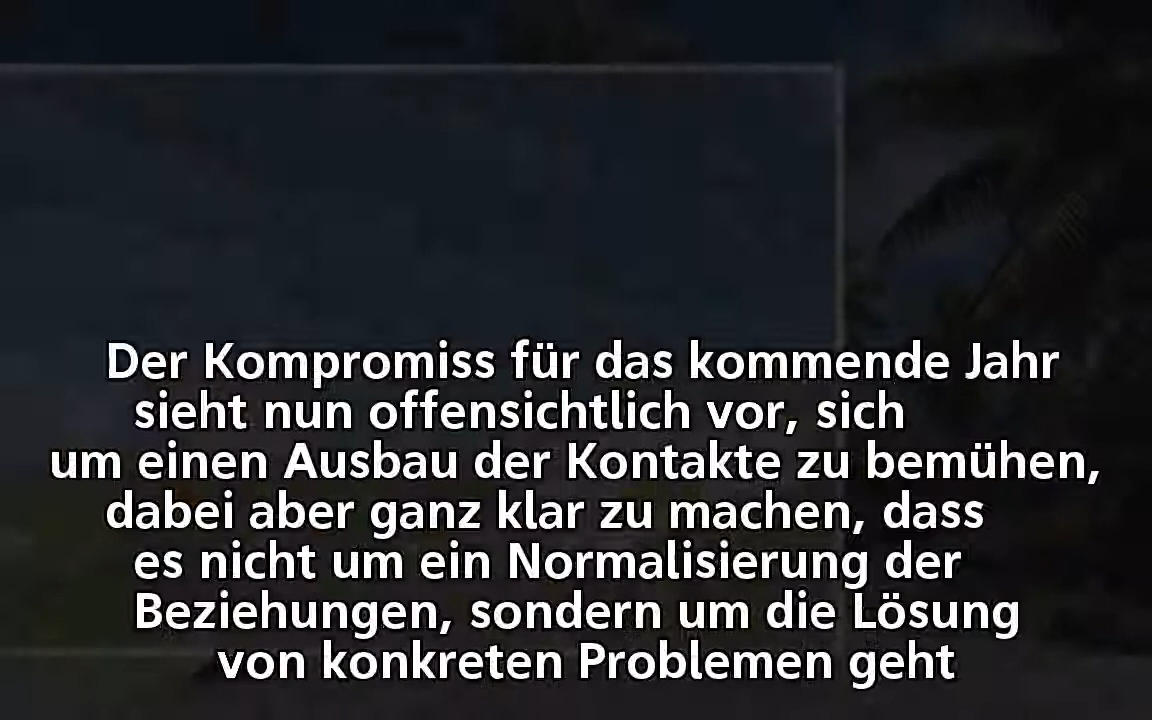 Der Kompromiss für das kommende Jahr
sieht nun offensichtlich vor, sich
um einen Ausbau der Kontakte zu bemühen,
dabei aber ganz klar zu machen, dass
es nicht um ein Normalisierung der
Beziehungen, sondern um die Lösung
von konkreten Problemen geht